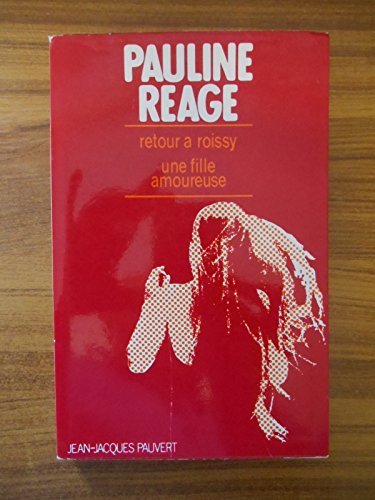 PAULINE
REAGE
retour a roissy
une fille
amoureuse
JEAN-JACQUES PAUVERT